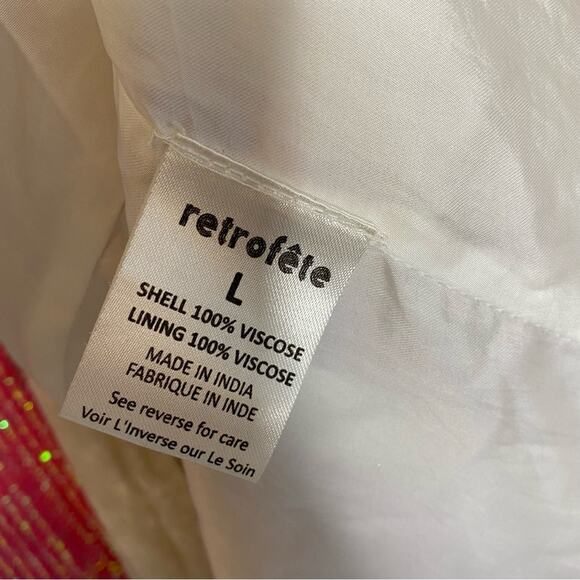 retrofête
L
SHELL 100% VISCOSE
LINING 100% VISCOSE
MADE IN INDIA
FABRIQUE IN INDE
See reverse for care
Voir L'Inverse our Le Soin